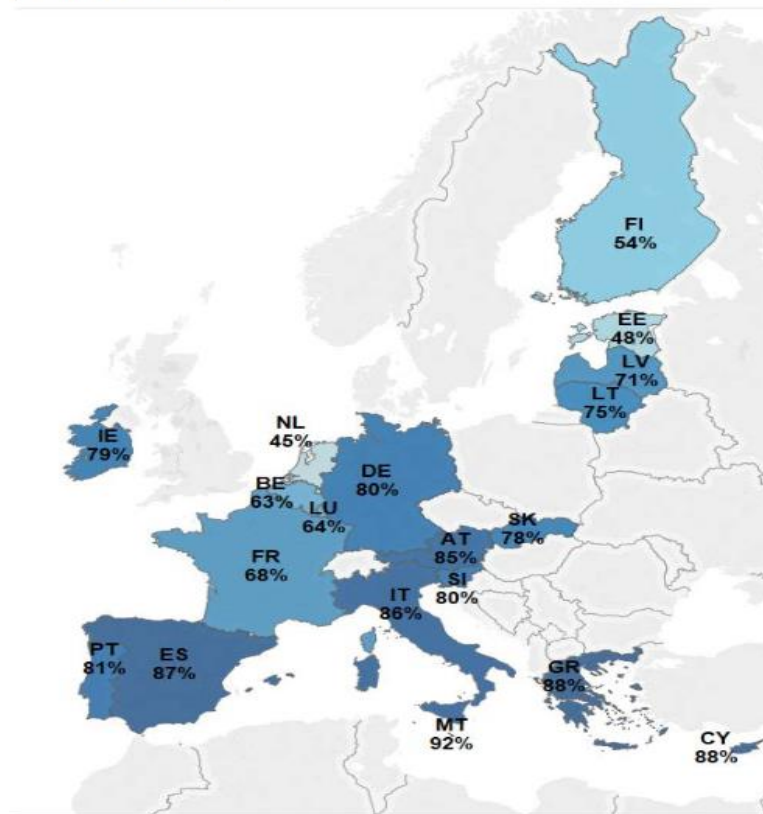 FI
54%
EE
48%
LV
71%
LT
75%
IE
79%
NL
45%
DE
80%
BE
63%
LU
64%
SK
78%
AT
85%
FR
68%
SI
80%
IT
86%
PT
81%
ES
87%
GR
88%
MT
92%
CY
88%